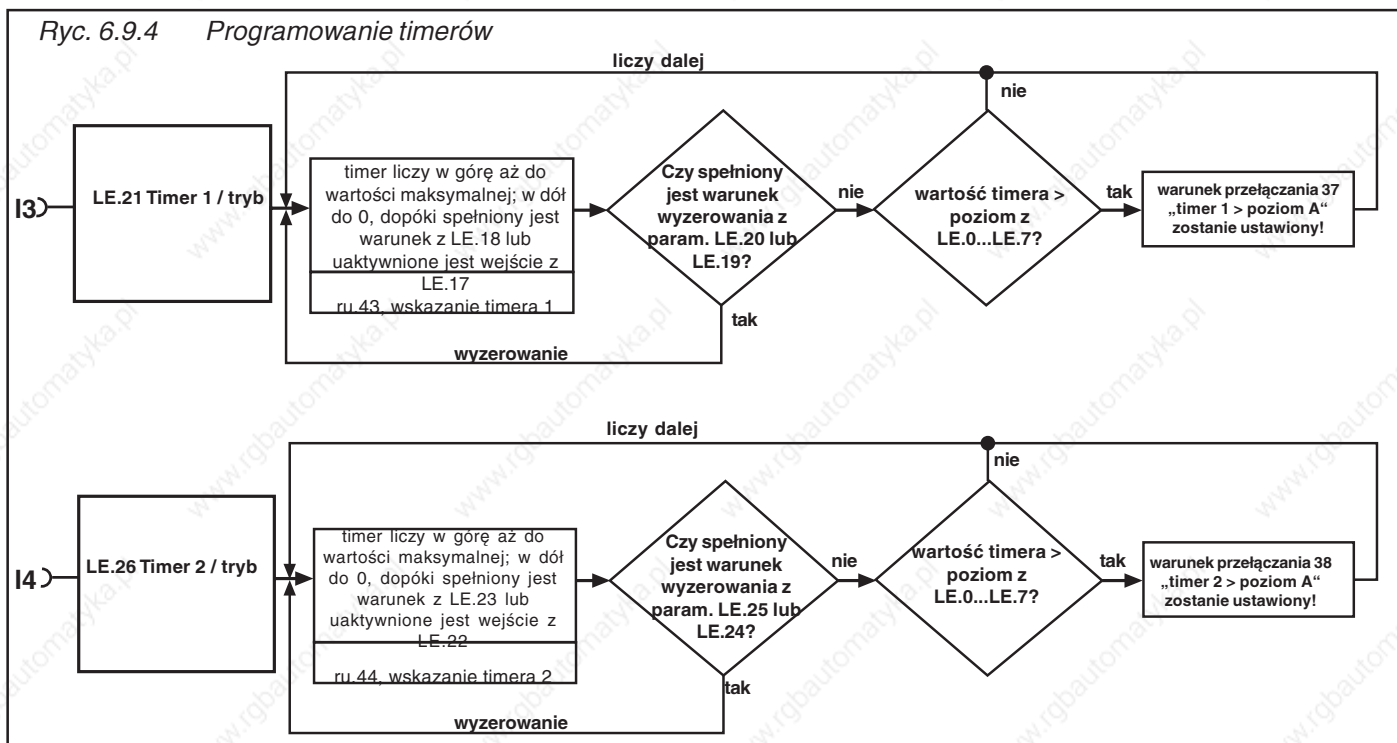 Ryc. 6.9.4 Programowanie timerów
liczy dalej
nie
I3
LE.21 Timer 1 / tryb
timer liczy w górę aż do
wartości maksymalnej; w dół
do 0, dopóki spełniony jest
warunek z LE.18 lub
uaktywnione jest wejście z
LE.17
ru.43, wskazanie timera 1
Czy spełniony
jest warunek
wyzerowania z
param. LE.20 lub
LE.19?
nie
wartość timera >
poziom z
LE.0...LE.7?
tak
warunek przełączania 37
„timer 1 > poziom A“
zostanie ustawiony!
tak
wyzerowanie
liczy dalej
nie
I4
LE.26 Timer 2 / tryb
timer liczy w górę aż do
wartości maksymalnej; w dół
do 0, dopóki spełniony jest
warunek z LE.23 lub
uaktywnione jest wejście z
LE.22
ru.44, wskazanie timera 2
Czy spełniony
jest warunek
wyzerowania z
param. LE.25 lub
LE.24?
nie
wartość timera >
poziom z
LE.0...LE.7?
tak
warunek przełączania 38
„timer 2 > poziom A“
zostanie ustawiony!
tak
wyzerowanie
www.rgbautomatyka.pl